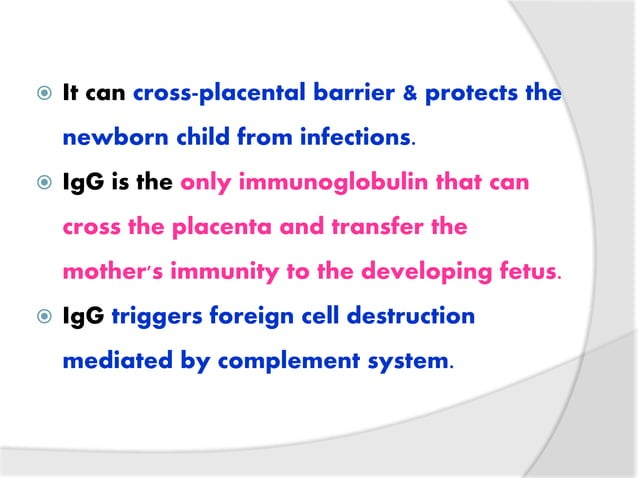 It can cross-placental barrier & protects the
newborn child from infections.
IgG is the only immunoglobulin that can
cross the placenta and transfer the
mother's immunity to the developing fetus.
IgG triggers foreign cell destruction
mediated by complement system.